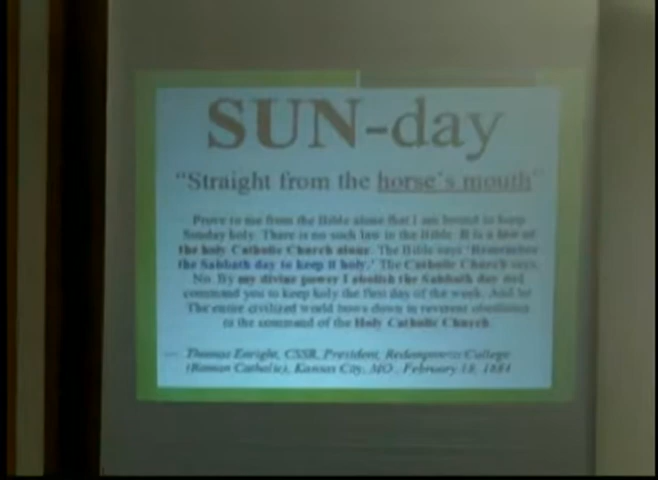 SUN-day
"Straight from the horse's mouth"
Prove to me from the Bible alone that I am bound to keep
Sunday holy. There is no such law in the Bible. It is a law of
the holy Catholic Church alone. The Bible says 'Remember
the Sabbath day to keep it holy.' The Catholic Church says,
No. By my divine power I abolish the Sabbath day and
command you to keep holy the first day of the week. And lo!
The entire civilized world bows down in reverent obedience
to the command of the Holy Catholic Church.
— Thomas Enright, CSSR, President, Redemptorist College
(Roman Catholic), Kansas City, MO., February 18, 1884